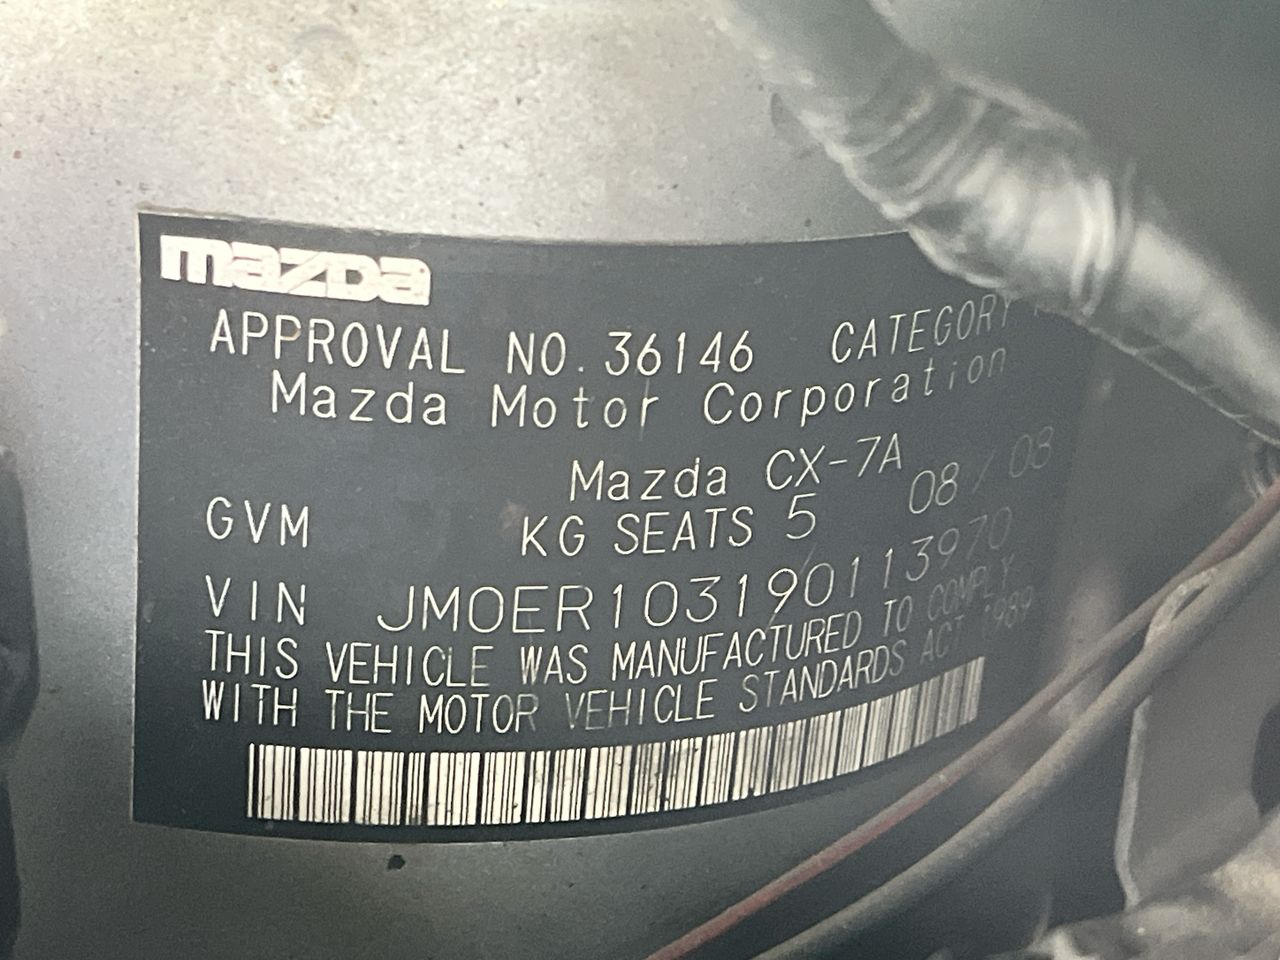 mazda
APPROVAL NO. 36146 CATEGORY
Mazda Motor Corporation
Mazda CX-7A
GVM KG SEATS 5 08/08
VIN JM0ER103190113970
THIS VEHICLE WAS MANUFACTURED TO COMPLY
WITH THE MOTOR VEHICLE STANDARDS ACT 1989